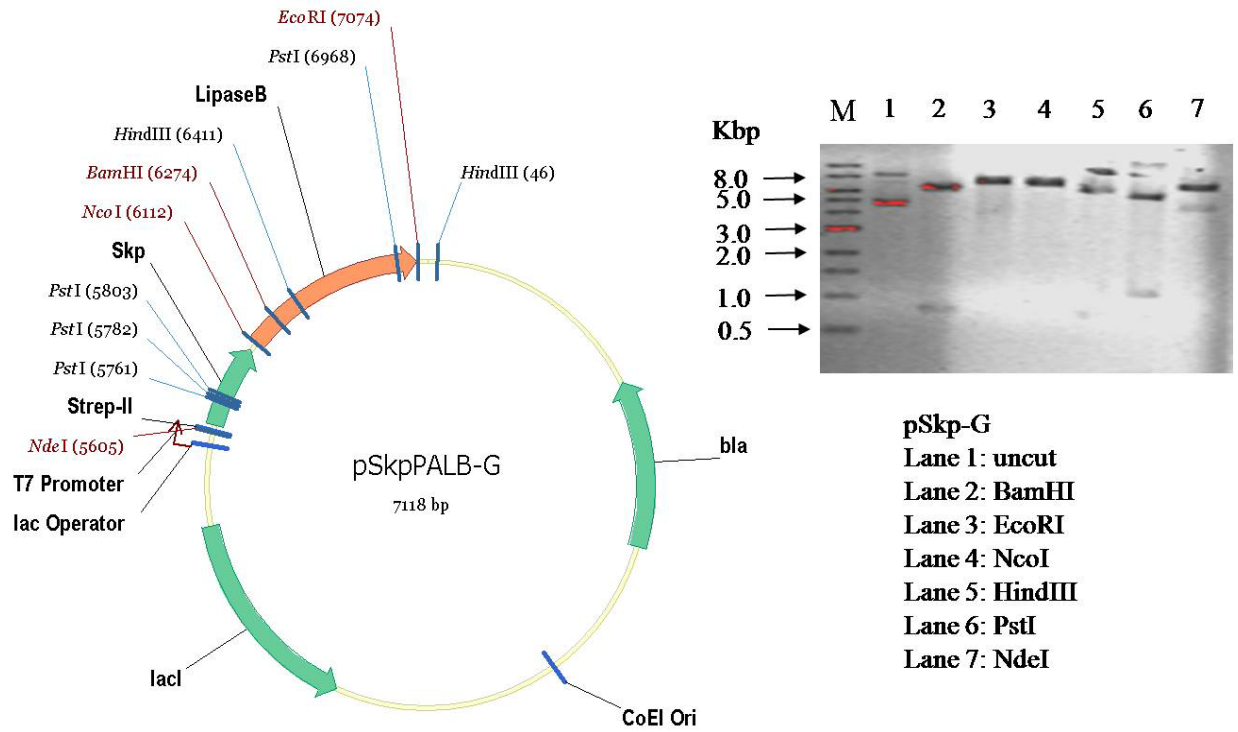 EcoRI (7074)
PstI (6968)
LipaseB
HindIII (6411)
HindIII (46)
BamHI (6274)
NcoI (6112)
Skp
PstI (5803)
PstI (5782)
PstI (5761)
Strep-II
NdeI (5605)
T7 Promoter
lac Operator
pSkpPALB-G
7118 bp
bla
lacI
CoEI Ori
M 1 2 3 4 5 6 7
Kbp
8.0
5.0
3.0
2.0
1.0
0.5
pSkp-G
Lane 1: uncut
Lane 2: BamHI
Lane 3: EcoRI
Lane 4: NcoI
Lane 5: HindIII
Lane 6: PstI
Lane 7: NdeI